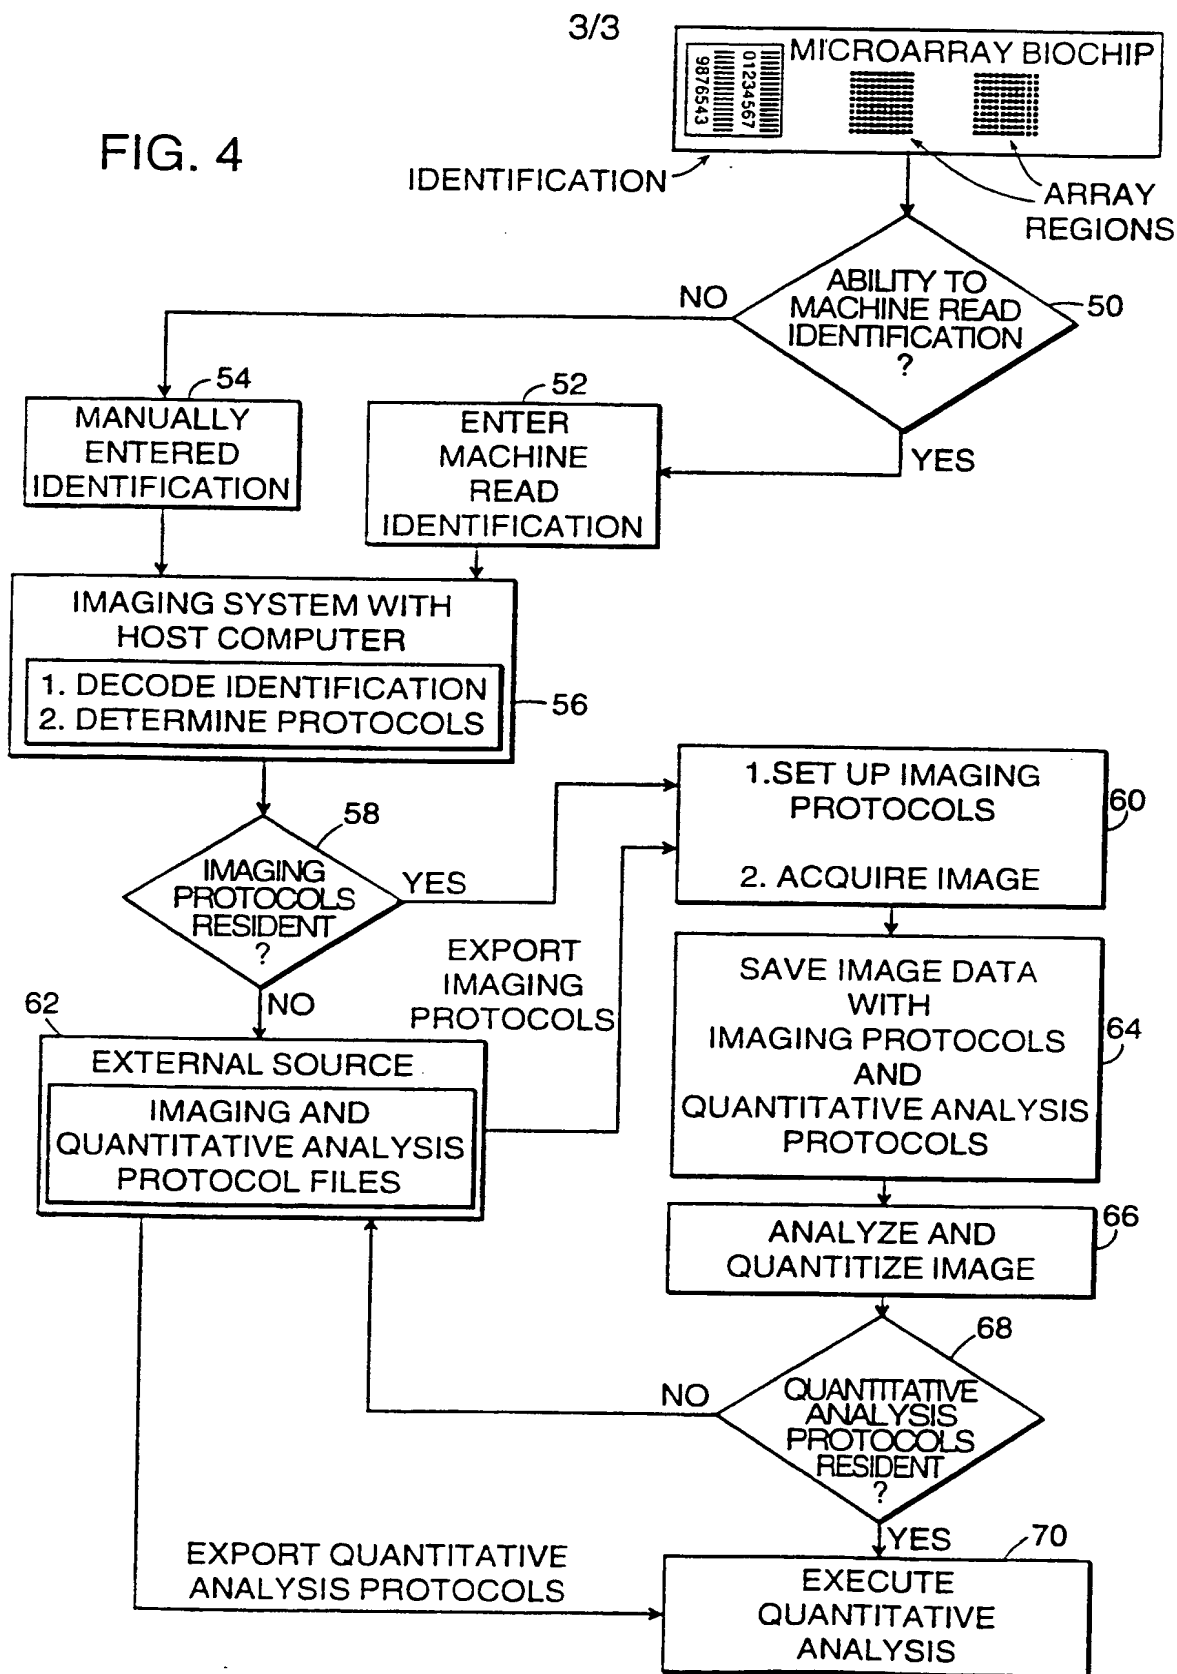 3/3
FIG. 4
MICROARRAY BIOCHIP
01234567
9876543
IDENTIFICATION
ARRAY
REGIONS
ABILITY TO
MACHINE READ
IDENTIFICATION
?
50
NO
YES
54
MANUALLY
ENTERED
IDENTIFICATION
52
ENTER
MACHINE
READ
IDENTIFICATION
IMAGING SYSTEM WITH
HOST COMPUTER
1. DECODE IDENTIFICATION
2. DETERMINE PROTOCOLS
56
58
IMAGING
PROTOCOLS
RESIDENT
?
YES
NO
1.SET UP IMAGING
PROTOCOLS
2. ACQUIRE IMAGE
60
EXPORT
IMAGING
PROTOCOLS
62
EXTERNAL SOURCE
IMAGING AND
QUANTITATIVE ANALYSIS
PROTOCOL FILES
SAVE IMAGE DATA
WITH
IMAGING PROTOCOLS
AND
QUANTITATIVE ANALYSIS
PROTOCOLS
64
ANALYZE AND
QUANTITIZE IMAGE
66
68
QUANTITATIVE
ANALYSIS
PROTOCOLS
RESIDENT
?
NO
YES
EXPORT QUANTITATIVE
ANALYSIS PROTOCOLS
70
EXECUTE
QUANTITATIVE
ANALYSIS